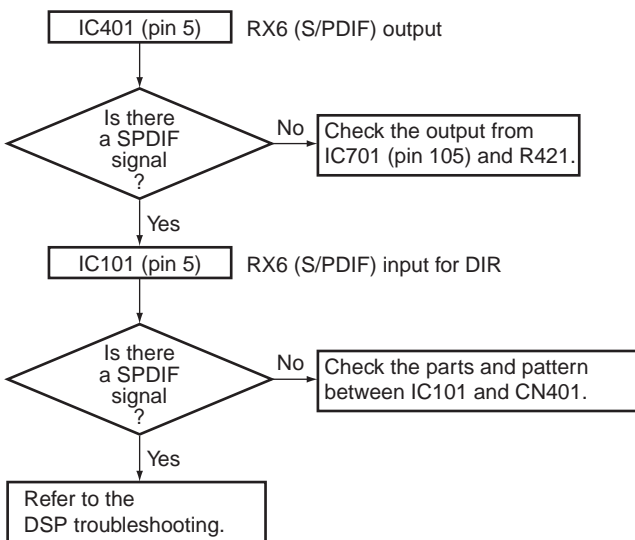 IC401 (pin 5) RX6 (S/PDIF) output
Is there
a SPDIF
signal
?
No
Check the output from
IC701 (pin 105) and R421.
Yes
IC101 (pin 5) RX6 (S/PDIF) input for DIR
Is there
a SPDIF
signal
?
No
Check the parts and pattern
between IC101 and CN401.
Yes
Refer to the
DSP troubleshooting.